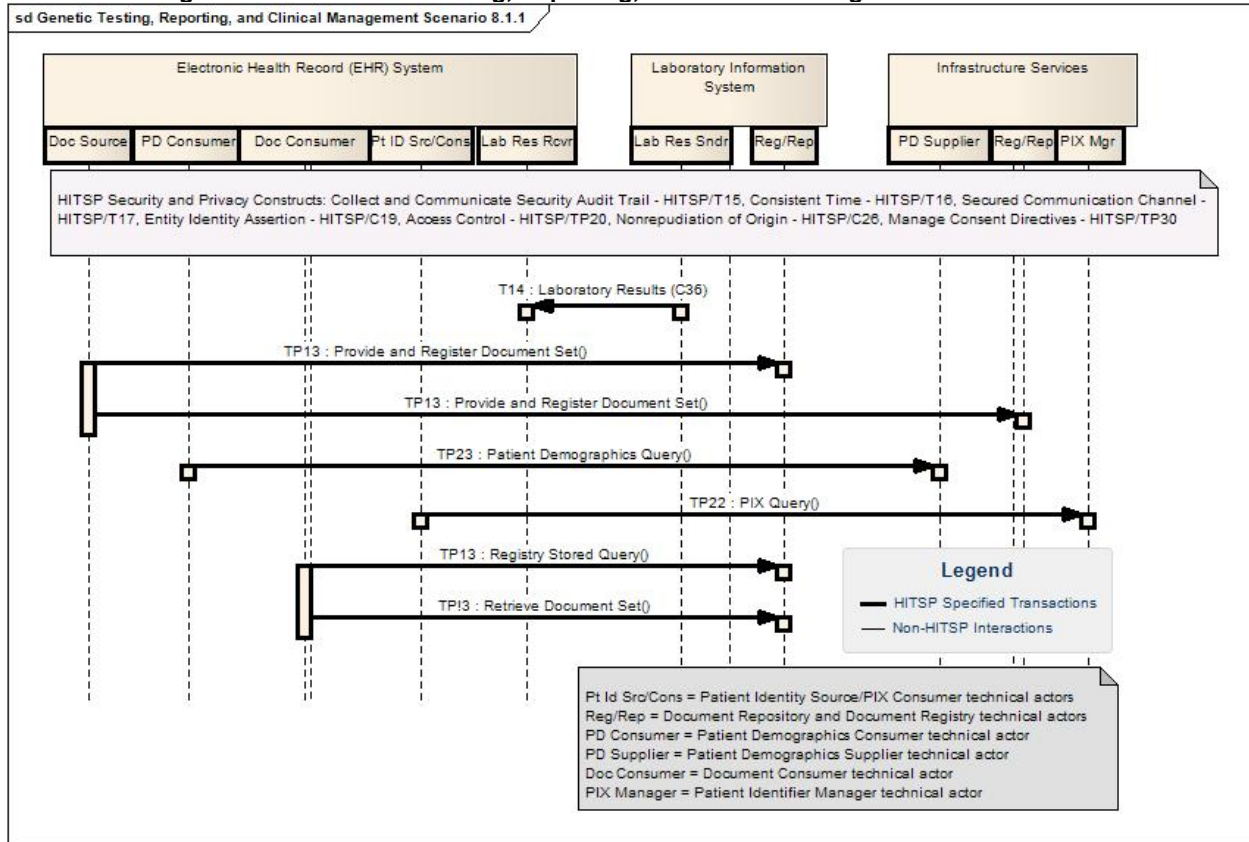 sd Genetic Testing, Reporting, and Clinical Management Scenario 8.1.1
Electronic Health Record (EHR) System
Laboratory Information
System
Infrastructure Services
Doc Source PD Consumer Doc Consumer Pt ID Src/Cons Lab Res Rcvr Lab Res Sndr Reg/Rep PD Supplier Reg/Rep PIX Mgr
HITSP Security and Privacy Constructs: Collect and Communicate Security Audit Trail - HITSP/T15, Consistent Time - HITSP/T16, Secured Communication Channel -
HITSP/T17, Entity Identity Assertion - HITSP/C19, Access Control - HITSP/TP20, Nonrepudiation of Origin - HITSP/C26, Manage Consent Directives - HITSP/TP30
T14 : Laboratory Results (C36)
TP13 : Provide and Register Document Set()
TP13 : Provide and Register Document Set()
TP23 : Patient Demographics Query()
TP22 : PIX Query()
TP13 : Registry Stored Query()
TP!3 : Retrieve Document Set()
Legend
HITSP Specified Transactions
Non-HITSP Interactions
Pt Id Src/Cons = Patient Identity Source/PIX Consumer technical actors
Reg/Rep = Document Repository and Document Registry technical actors
PD Consumer = Patient Demographics Consumer technical actor
PD Supplier = Patient Demographics Supplier technical actor
Doc Consumer = Document Consumer technical actor
PIX Manager = Patient Identifier Manager technical actor